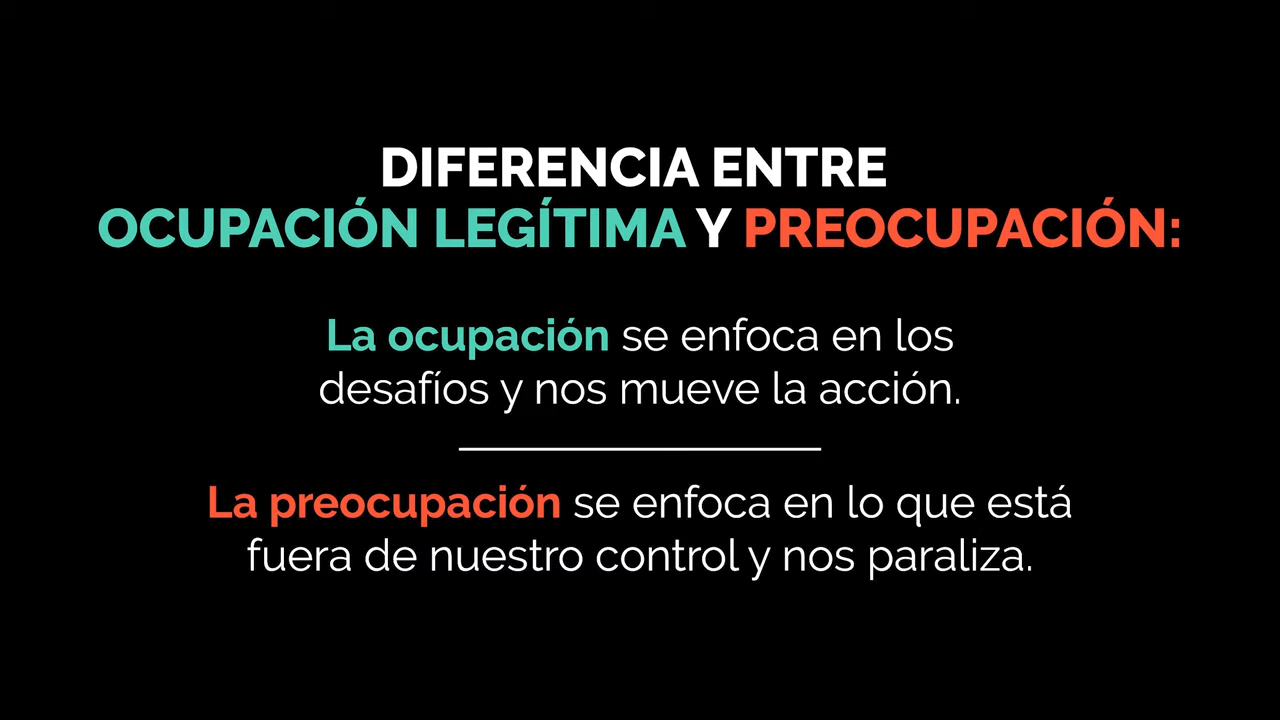 DIFERENCIA ENTRE
OCUPACIÓN LEGÍTIMA Y PREOCUPACIÓN:
La ocupación se enfoca en los
desafíos y nos mueve la acción.
La preocupación se enfoca en lo que está
fuera de nuestro control y nos paraliza.